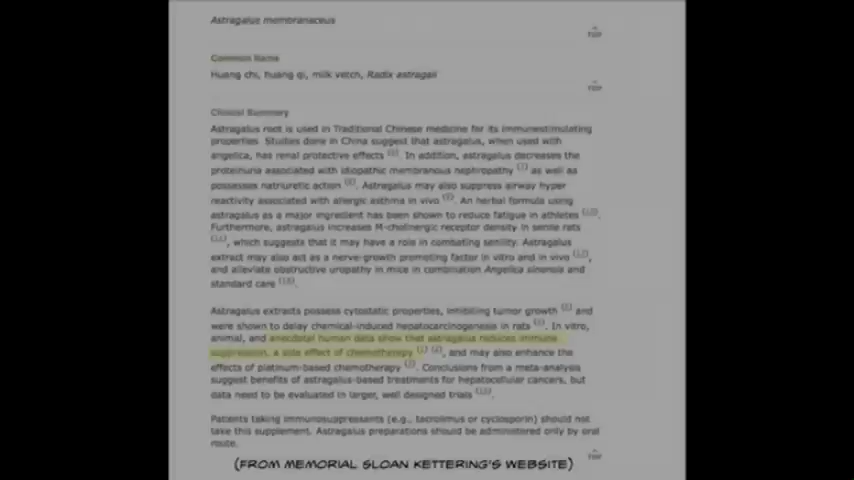 Astragalus membranaceus
TOP
Common Name
Huang chi, huang qi, milk vetch, Radix astragali
TOP
Clinical Summary
Astragalus root is used in Traditional Chinese medicine for its immunestimulating
properties. Studies done in China suggest that astragalus, when used with
angelica, has renal protective effects. In addition, astragalus decreases the
proteinuria associated with idiopathic membranous nephropathy as well as
possesses natriuretic action. Astragalus may also suppress airway hyper
reactivity associated with allergic asthma in vivo. An herbal formula using
astragalus as a major ingredient has been shown to reduce fatigue in athletes.
Furthermore, astragalus increases M-cholinergic receptor density in senile rats
, which suggests that it may have a role in combating senility. Astragalus
extract may also act as a nerve-growth promoting factor in vitro and in vivo,
and alleviate obstructive uropathy in mice in combination Angelica sinensis and
standard care.
Astragalus extracts possess cytostatic properties, inhibiting tumor growth and
were shown to delay chemical-induced hepatocarcinogenesis in rats. In vitro,
animal, and anecdotal human data show that astragalus reduces immune
suppression, a side effect of chemotherapy, and may also enhance the
effects of platinum-based chemotherapy. Conclusions from a meta-analysis
suggest benefits of astragalus-based treatments for hepatocellular cancers, but
data need to be evaluated in larger, well designed trials.
Patients taking immunosuppressants (e.g., tacrolimus or cyclosporin) should not
take this supplement. Astragalus preparations should be administered only by oral
route.
TOP
(FROM MEMORIAL SLOAN KETTERING'S WEBSITE)